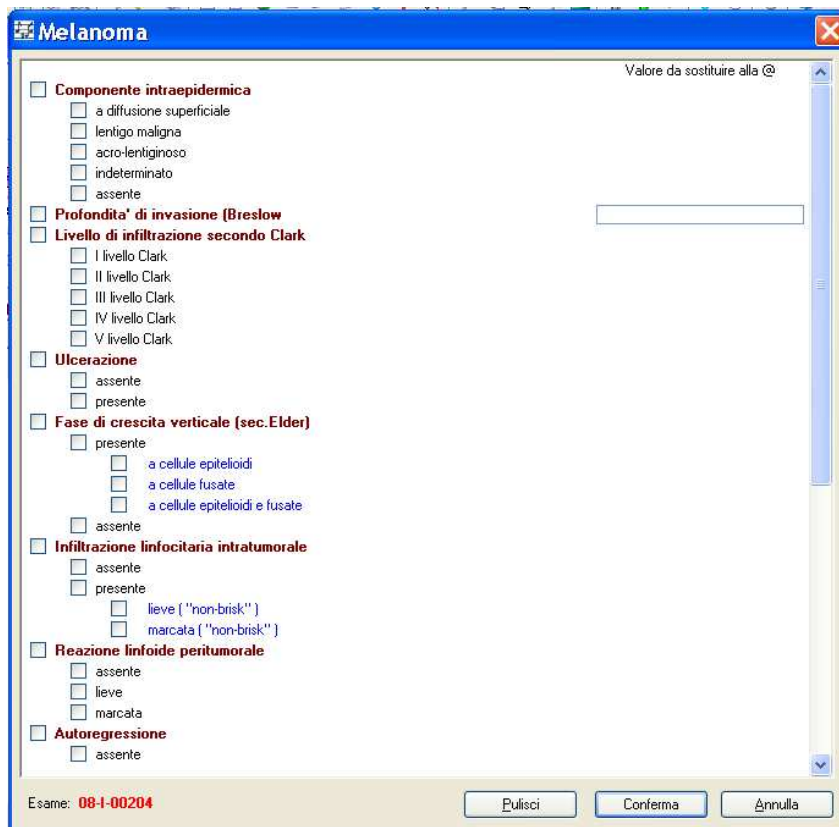 Melanoma
Valore da sostituire alla @
Componente intraepidermica
a diffusione superficiale
lentigo maligna
acro-lentiginoso
indeterminato
assente
Profondita' di invasione (Breslow
Livello di infiltrazione secondo Clark
I livello Clark
II livello Clark
III livello Clark
IV livello Clark
V livello Clark
Ulcerazione
assente
presente
Fase di crescita verticale (sec.Elder)
presente
a cellule epitelioidi
a cellule fusate
a cellule epitelioidi e fusate
assente
Infiltrazione linfocitaria intratumorale
assente
presente
lieve ( "non-brisk" )
marcata ( "non-brisk" )
Reazione linfoide peritumorale
assente
lieve
marcata
Autoregressione
assente
Esame: 08-I-00204
Pulisci
Conferma
Annulla